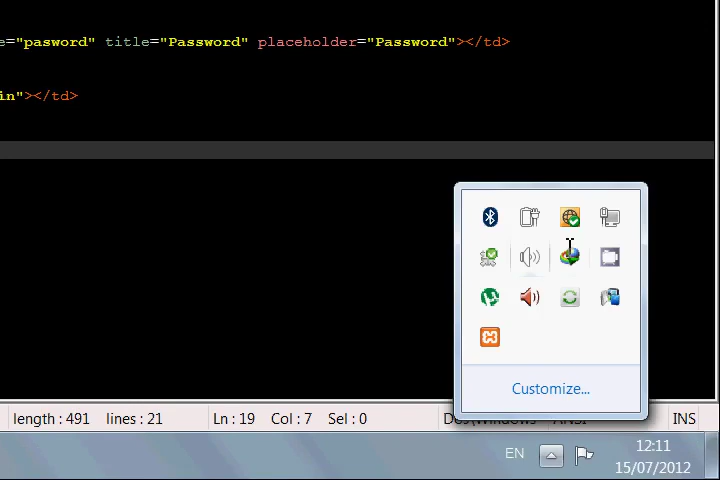 e="pasword" title="Password" placeholder="Password"></td>
in"></td>
Customize...
length : 491 lines : 21 Ln : 19 Col : 7 Sel : 0 INS
EN 12:11
15/07/2012